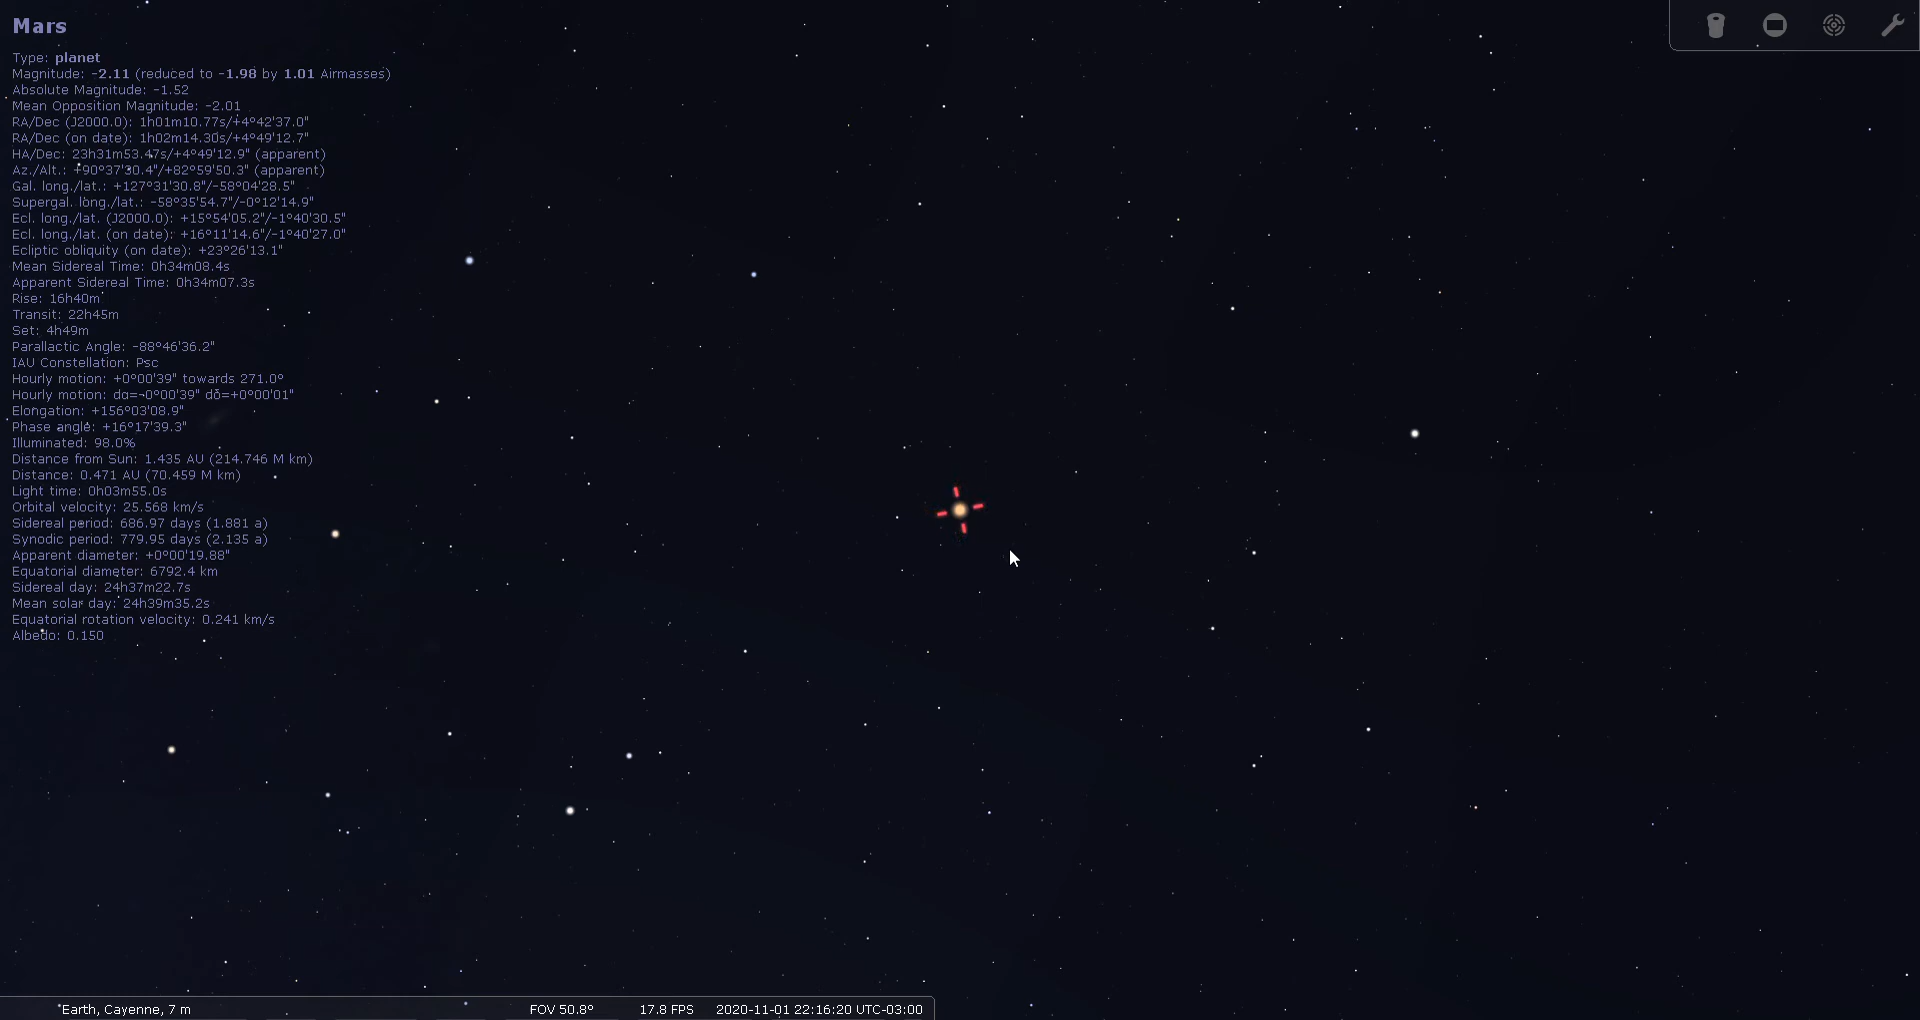 Mars
Type: planet
Magnitude: -2.11 (reduced to -1.98 by 1.01 Airmasses)
Absolute Magnitude: -1.52
Mean Opposition Magnitude: -2.01
RA/Dec (J2000.0): 1h01m10.77s/+4°42'37.0"
RA/Dec (on date): 1h02m14.30s/+4°49'12.7"
HA/Dec: 23h31m53.47s/+4°49'12.9" (apparent)
Az./Alt.: +90°37'30.4"/+82°59'50.3" (apparent)
Gal. long./lat.: +127°31'30.8"/-58°04'28.5"
Supergal. long./lat.: -58°35'54.7"/-0°12'14.9"
Ecl. long./lat. (J2000.0): +15°54'05.2"/-1°40'30.5"
Ecl. long./lat. (on date): +16°11'14.6"/-1°40'27.0"
Ecliptic obliquity (on date): +23°26'13.1"
Mean Sidereal Time: 0h34m08.4s
Apparent Sidereal Time: 0h34m07.3s
Rise: 16h40m
Transit: 22h45m
Set: 4h49m
Parallactic Angle: -88°46'36.2"
IAU Constellation: Psc
Hourly motion: +0°00'39" towards 271.0°
Hourly motion: dα=-0°00'39" dδ=+0°00'01"
Elongation: +156°03'08.9"
Phase angle: +16°17'39.3"
Illuminated: 98.0%
Distance from Sun: 1.435 AU (214.746 M km)
Distance: 0.471 AU (70.459 M km)
Light time: 0h03m55.0s
Orbital velocity: 25.568 km/s
Sidereal period: 686.97 days (1.881 a)
Synodic period: 779.95 days (2.135 a)
Apparent diameter: +0°00'19.88"
Equatorial diameter: 6792.4 km
Sidereal day: 24h37m22.7s
Mean solar day: 24h39m35.2s
Equatorial rotation velocity: 0.241 km/s
Albedo: 0.150
Earth, Cayenne, 7 m FOV 50.8° 17.8 FPS 2020-11-01 22:16:20 UTC-03:00